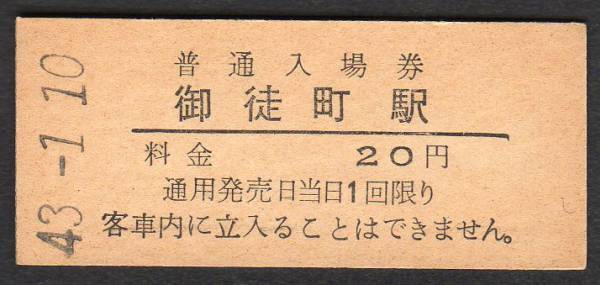 43-1 10
普通入場券
御徒町駅
料金 20円
通用発売日当日1回限り
客車内に立入ることはできません。